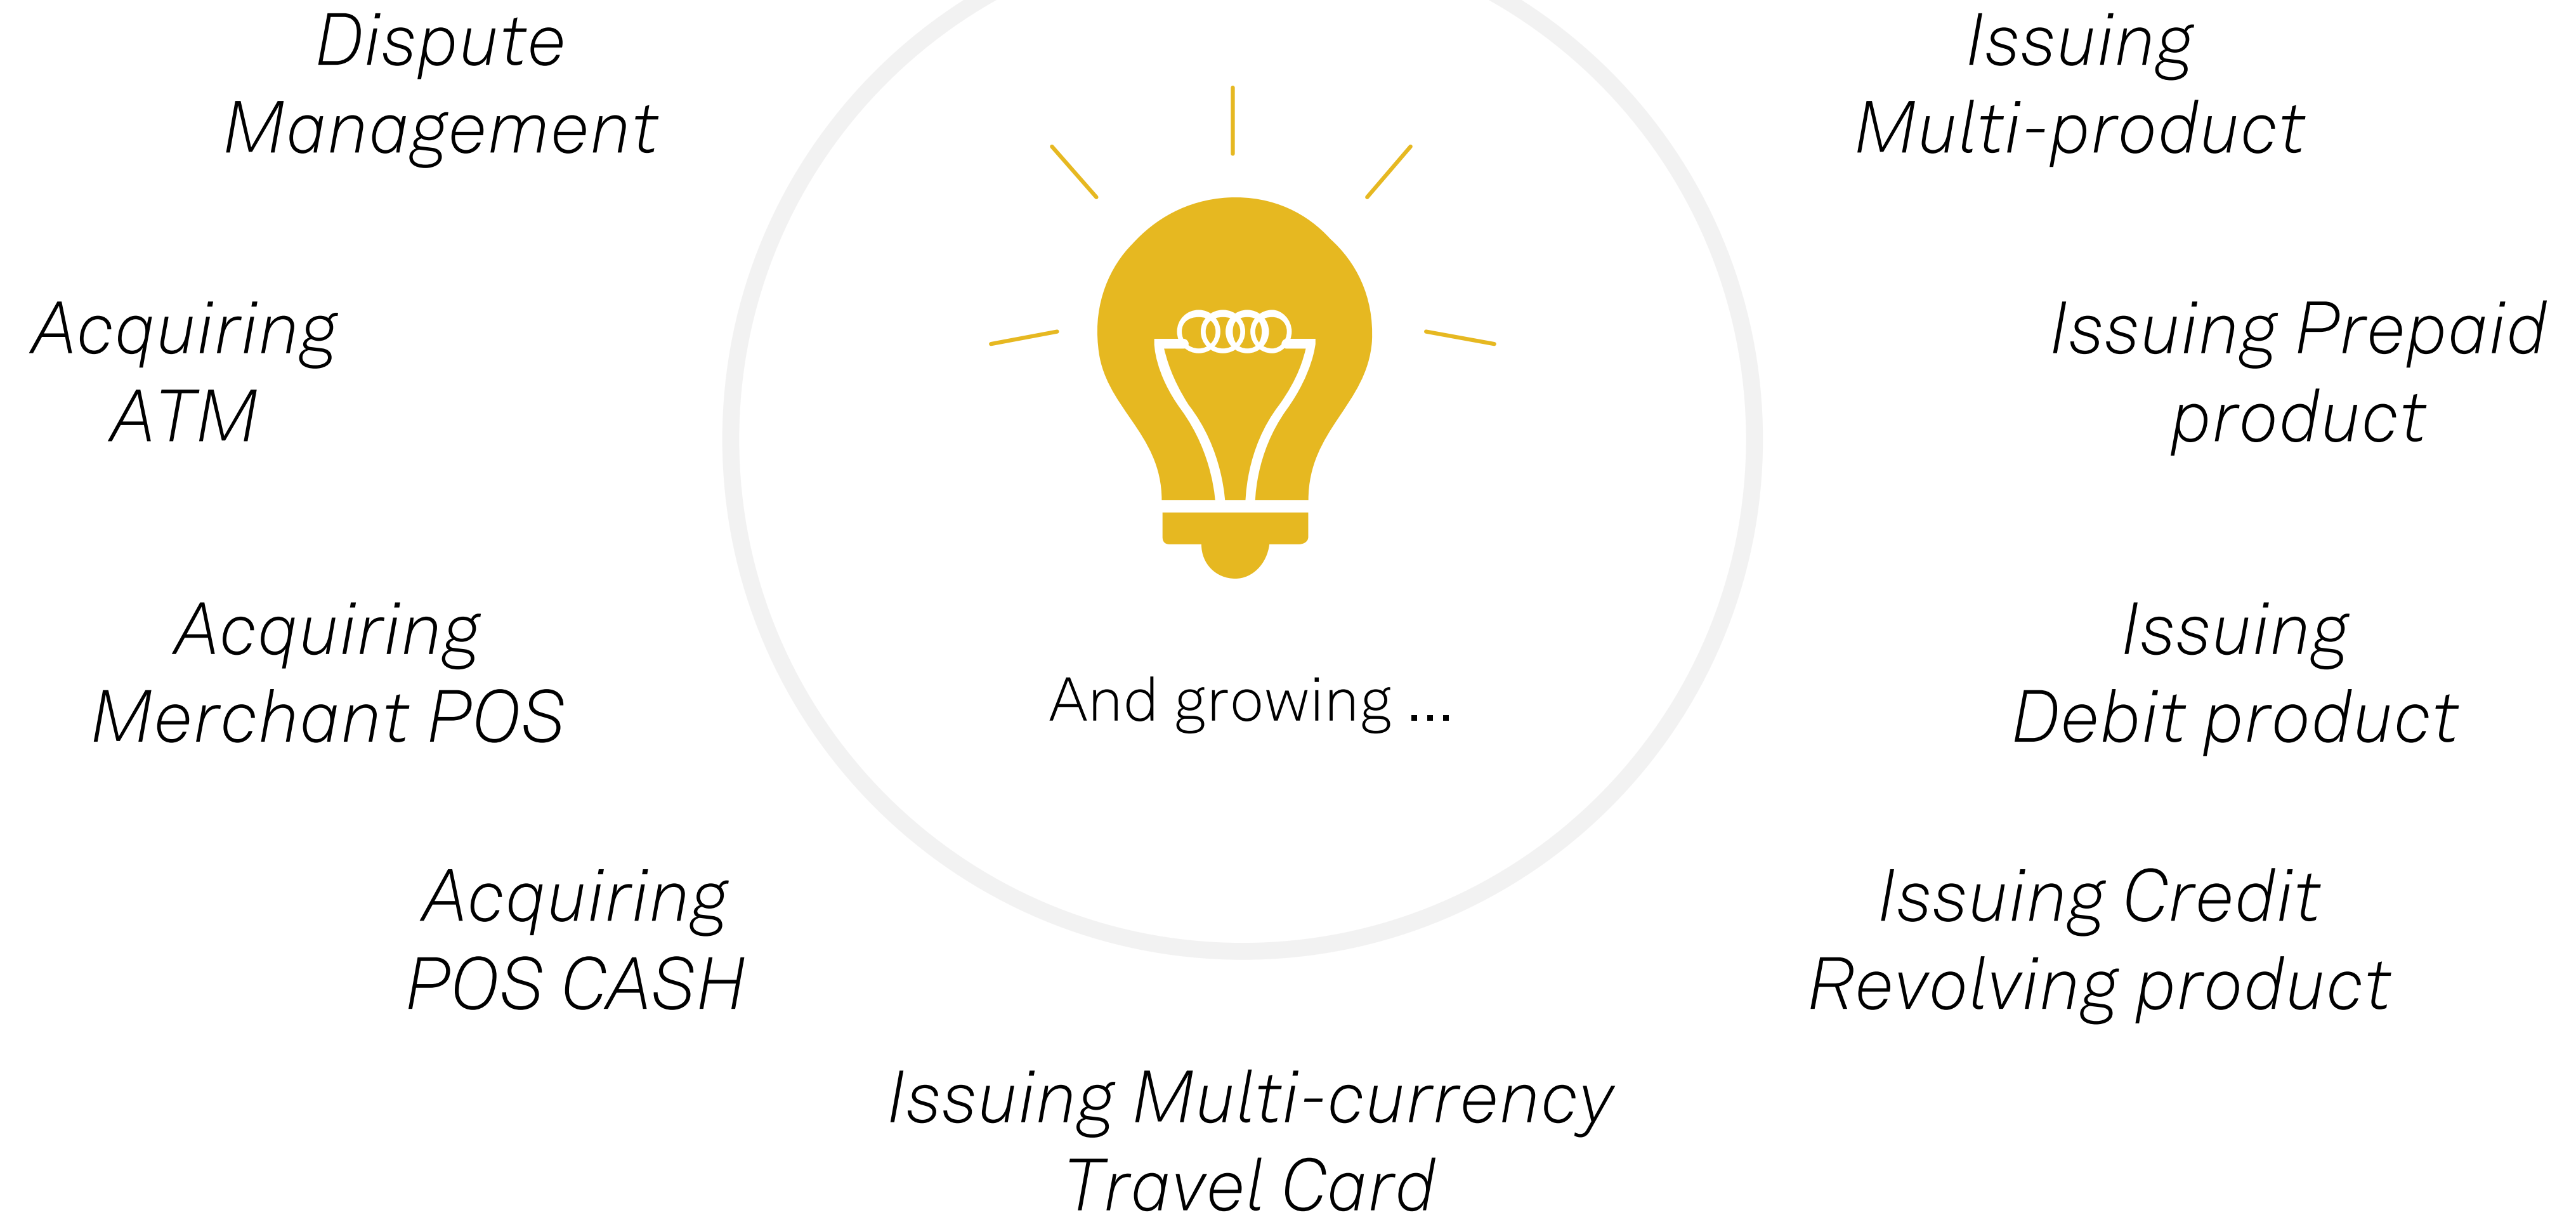 Dispute
Management
Issuing
Multi-product
Acquiring
ATM
Issuing Prepaid
product
Acquiring
Merchant POS
And growing ...
Issuing
Debit product
Acquiring
POS CASH
Issuing Credit
Revolving product
Issuing Multi-currency
Travel Card